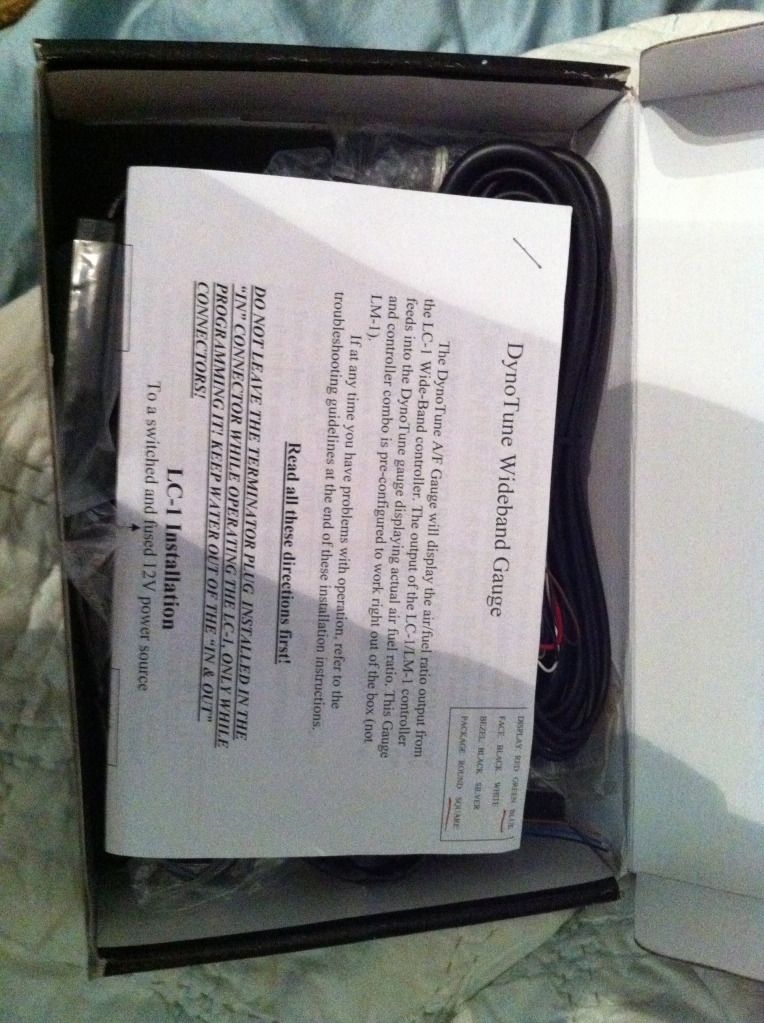 DISPLAY RED GREEN BLUE
FACE BLACK WHITE
BEZEL BLACK SILVER
PACKAGE ROUND SQUARE
DynoTune Wideband Gauge
The DynoTune A/F Gauge will display the air/fuel ratio output from
the LC-1 Wide-Band controller. The output of the LC-1/LM-1 controller
feeds into the DynoTune gauge displaying actual air fuel ratio. This Gauge
and controller combo is pre-configured to work right out of the box (not
LM-1).
If at any time you have problems with operation, refer to the
troubleshooting guidelines at the end of these installation instructions.
Read all these directions first!
DO NOT LEAVE THE TERMINATOR PLUG INSTALLED IN THE
"IN" CONNECTOR WHILE OPERATING THE LC-1, ONLY WHILE
PROGRAMMING IT! KEEP WATER OUT OF THE "IN & OUT"
CONNECTORS!
LC-1 Installation
To a switched and fused 12V power source